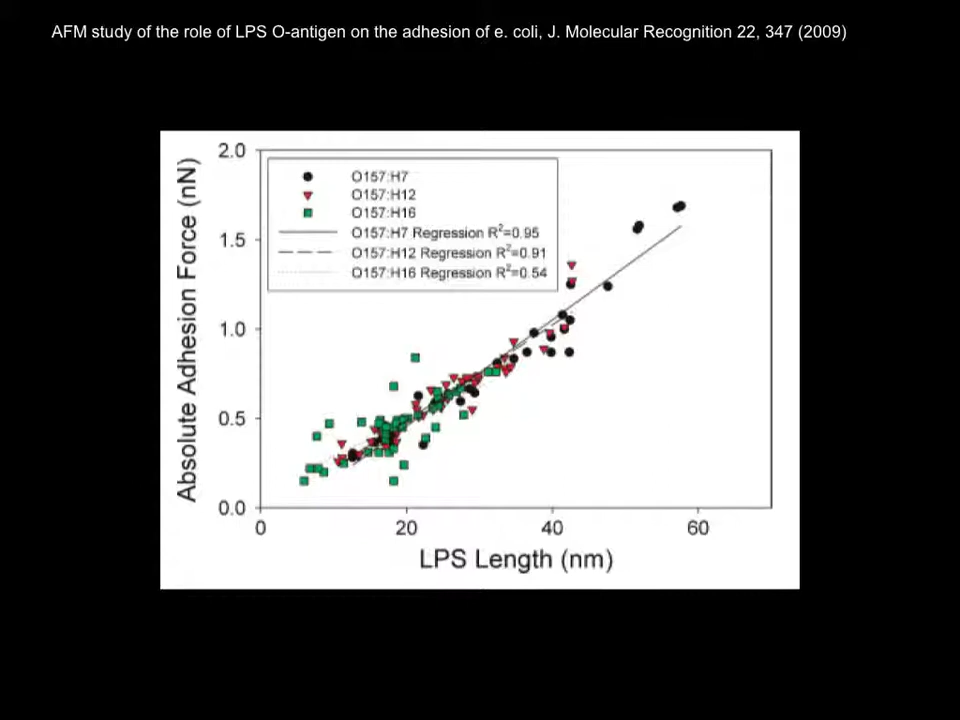 AFM study of the role of LPS O-antigen on the adhesion of e. coli, J. Molecular Recognition 22, 347 (2009)
Absolute Adhesion Force (nN)
2.0
1.5
1.0
0.5
0.0
O157:H7
O157:H12
O157:H16
O157:H7 Regression R²=0.95
O157:H12 Regression R²=0.91
O157:H16 Regression R²=0.54
0 20 40 60
LPS Length (nm)